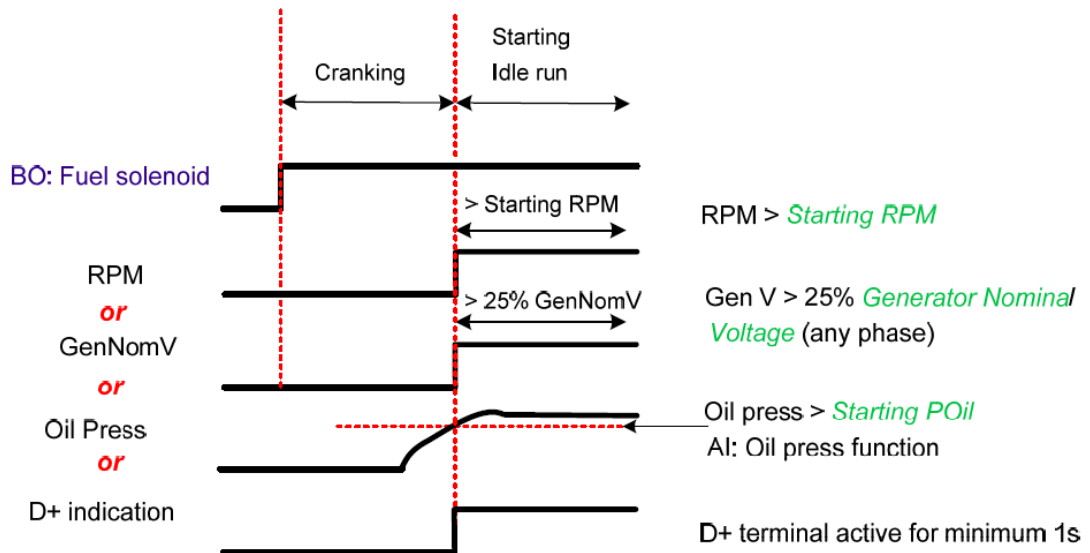 Starting
Idle run
Cranking
BO: Fuel solenoid
> Starting RPM
RPM > Starting RPM
RPM
or
> 25% GenNomV
Gen V > 25% Generator Nominal
Voltage (any phase)
GenNomV
or
Oil Press
or
Oil press > Starting POil
AI: Oil press function
D+ indication
D+ terminal active for minimum 1s